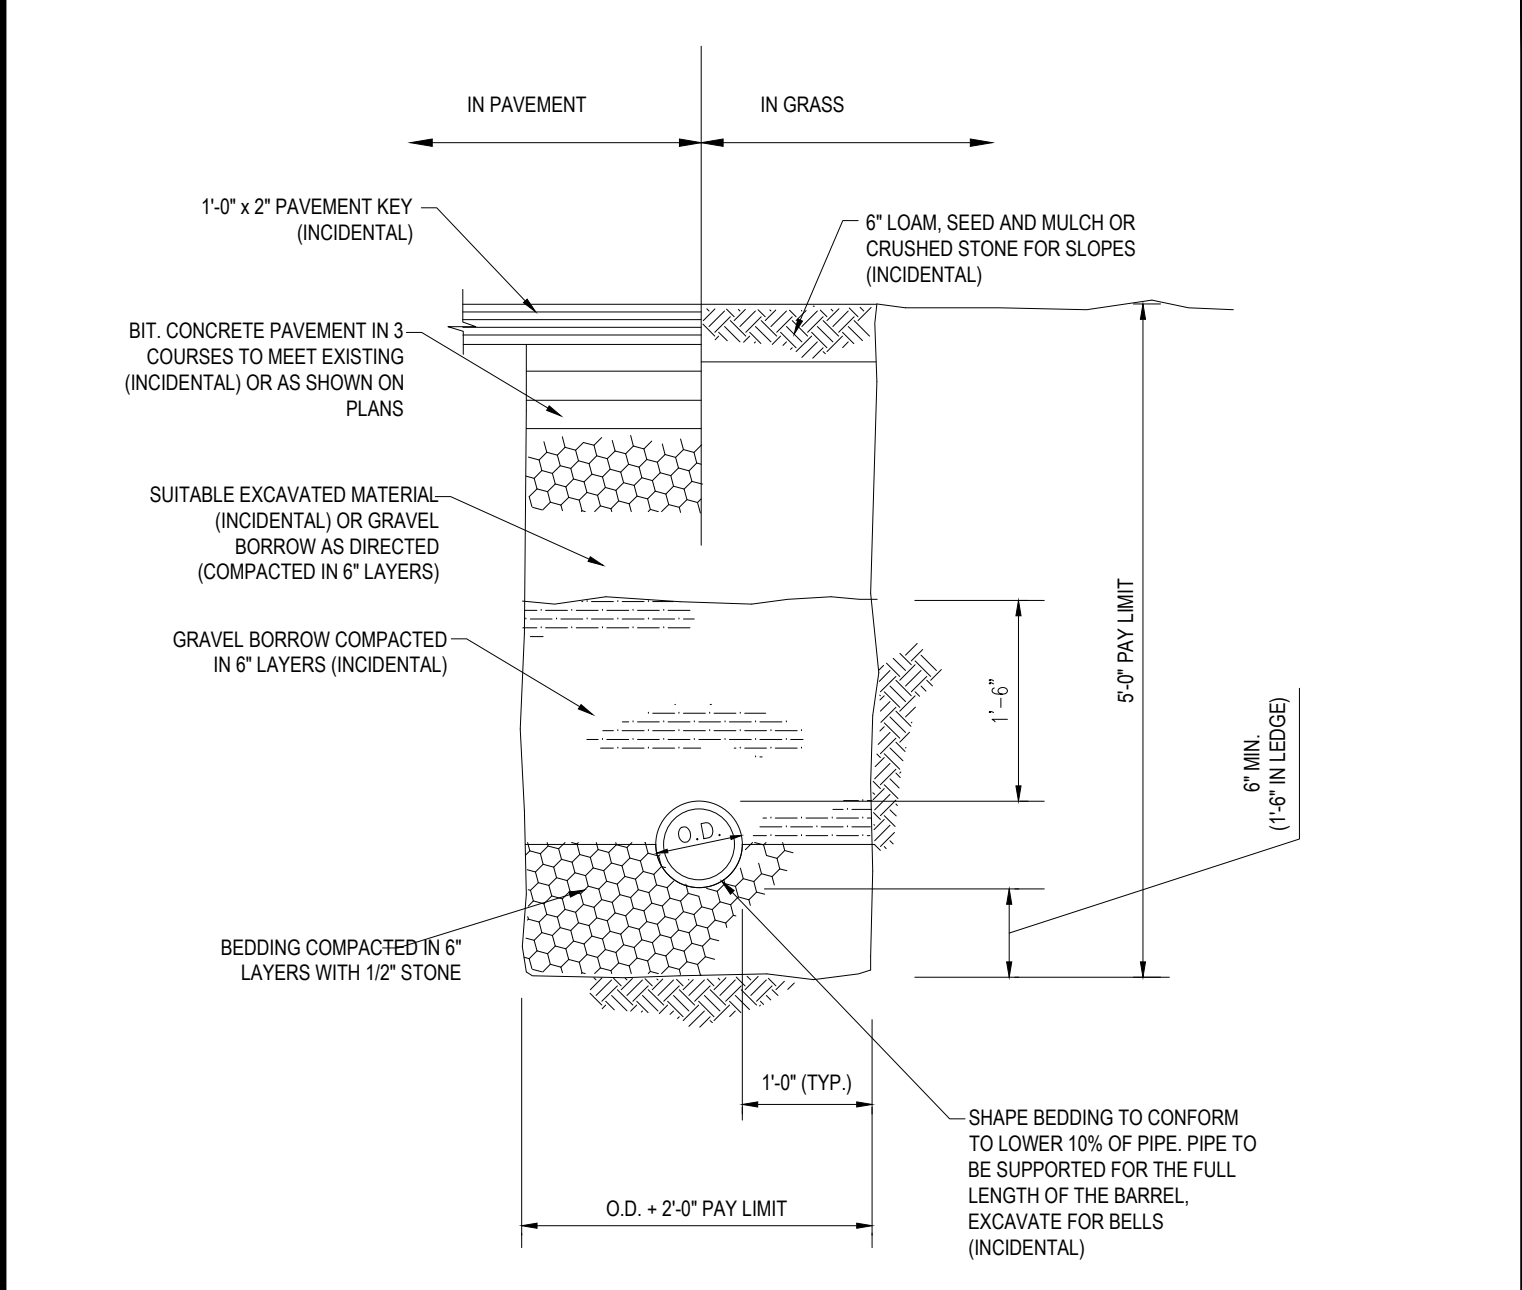 IN PAVEMENT
IN GRASS
1'-0" x 2" PAVEMENT KEY
(INCIDENTAL)
6" LOAM, SEED AND MULCH OR
CRUSHED STONE FOR SLOPES
(INCIDENTAL)
BIT. CONCRETE PAVEMENT IN 3
COURSES TO MEET EXISTING
(INCIDENTAL) OR AS SHOWN ON
PLANS
SUITABLE EXCAVATED MATERIAL
(INCIDENTAL) OR GRAVEL
BORROW AS DIRECTED
(COMPACTED IN 6" LAYERS)
GRAVEL BORROW COMPACTED
IN 6" LAYERS (INCIDENTAL)
1'-6"
5'-0" PAY LIMIT
6" MIN.
(1'-6" IN LEDGE)
O.D.
BEDDING COMPACTED IN 6"
LAYERS WITH 1/2" STONE
1'-0" (TYP.)
SHAPE BEDDING TO CONFORM
TO LOWER 10% OF PIPE. PIPE TO
BE SUPPORTED FOR THE FULL
LENGTH OF THE BARREL,
EXCAVATE FOR BELLS
(INCIDENTAL)
O.D. + 2'-0" PAY LIMIT